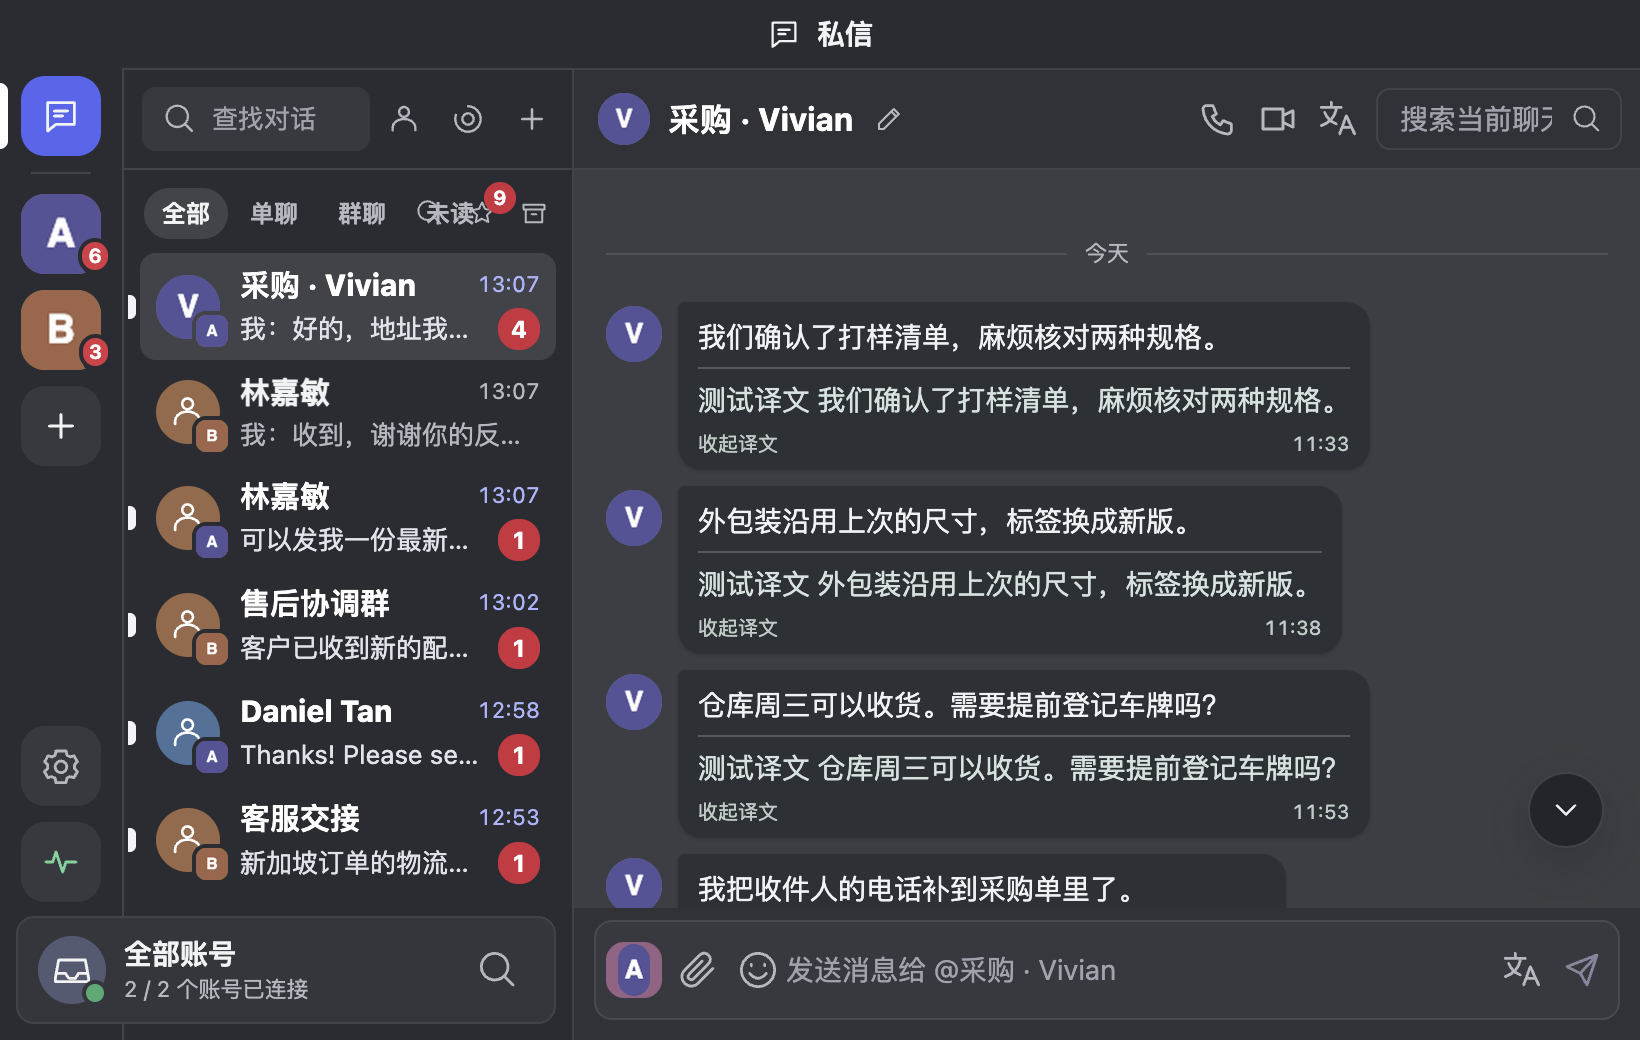 私信
查找对话
全部 单聊 群聊 未读 9
A
6
B
3
采购 · Vivian 13:07
V
A
我：好的，地址我... 4
林嘉敏 13:07
B
我：收到，谢谢你的反...
林嘉敏 13:07
A
可以发我一份最新... 1
售后协调群 13:02
B
客户已收到新的配... 1
Daniel Tan 12:58
A
Thanks! Please se... 1
客服交接 12:53
B
新加坡订单的物流... 1
全部账号
2 / 2 个账号已连接
V 采购 · Vivian
文A
搜索当前聊
今天
V
我们确认了打样清单，麻烦核对两种规格。
测试译文 我们确认了打样清单，麻烦核对两种规格。
收起译文 11:33
V
外包装沿用上次的尺寸，标签换成新版。
测试译文 外包装沿用上次的尺寸，标签换成新版。
收起译文 11:38
V
仓库周三可以收货。需要提前登记车牌吗？
测试译文 仓库周三可以收货。需要提前登记车牌吗？
收起译文 11:53
V
我把收件人的电话补到采购单里了。
A
发送消息给 @采购 · Vivian
文A